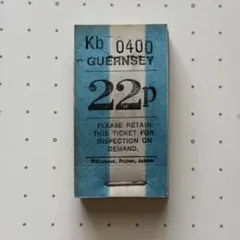 Kb 0400
GUERNSEY
22p
PLEASE RETAIN
THIS TICKET FOR
INSPECTION ON
DEMAND.